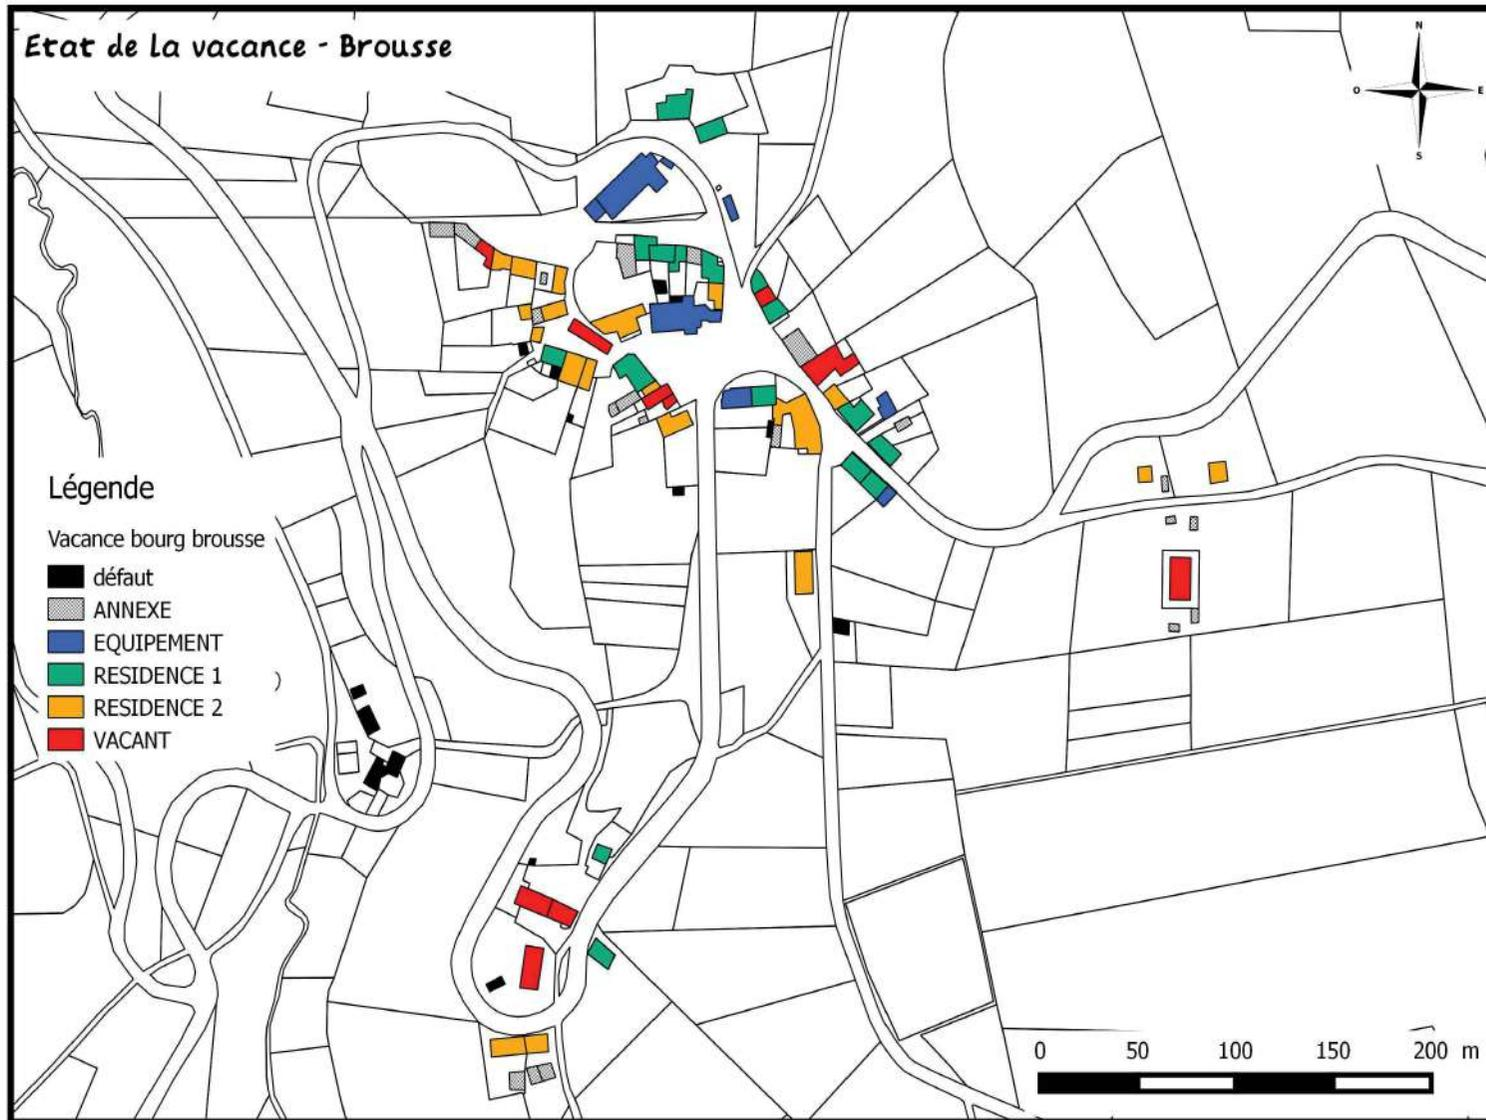 Etat de la vacance - Brousse
N
O
E
S
Légende
Vacance bourg brousse
défaut
ANNEXE
EQUIPEMENT
RESIDENCE 1
RESIDENCE 2
VACANT
0 50 100 150 200 m